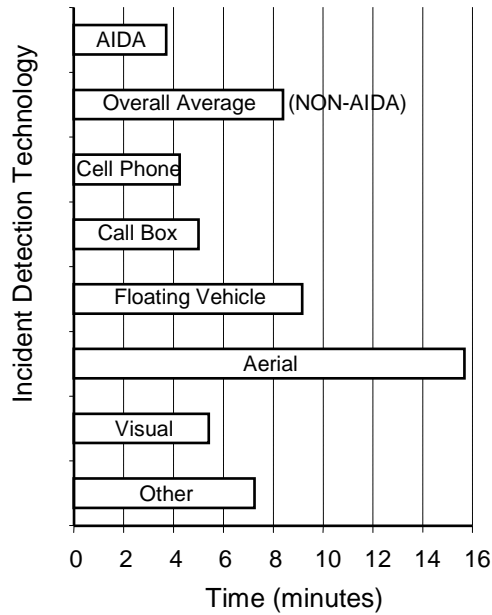 Incident Detection Technology
AIDA
Overall Average (NON-AIDA)
Cell Phone
Call Box
Floating Vehicle
Aerial
Visual
Other
0 2 4 6 8 10 12 14 16
Time (minutes)